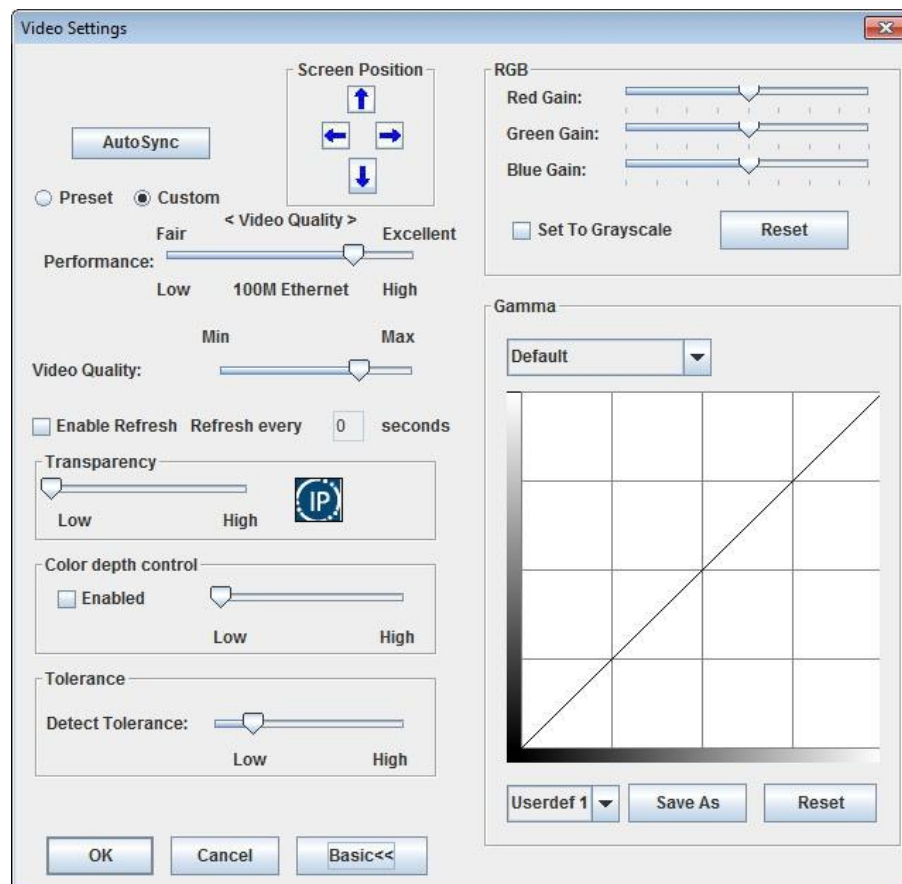 Video Settings
Screen Position
AutoSync
Preset Custom
< Video Quality >
Fair Excellent
Performance:
Low 100M Ethernet High
Min Max
Video Quality:
Enable Refresh Refresh every 0 seconds
Transparency
IP
Low High
Color depth control
Enabled
Low High
Tolerance
Detect Tolerance:
Low High
OK Cancel Basic<<
RGB
Red Gain:
Green Gain:
Blue Gain:
Set To Grayscale Reset
Gamma
Default
Userdef 1 Save As Reset